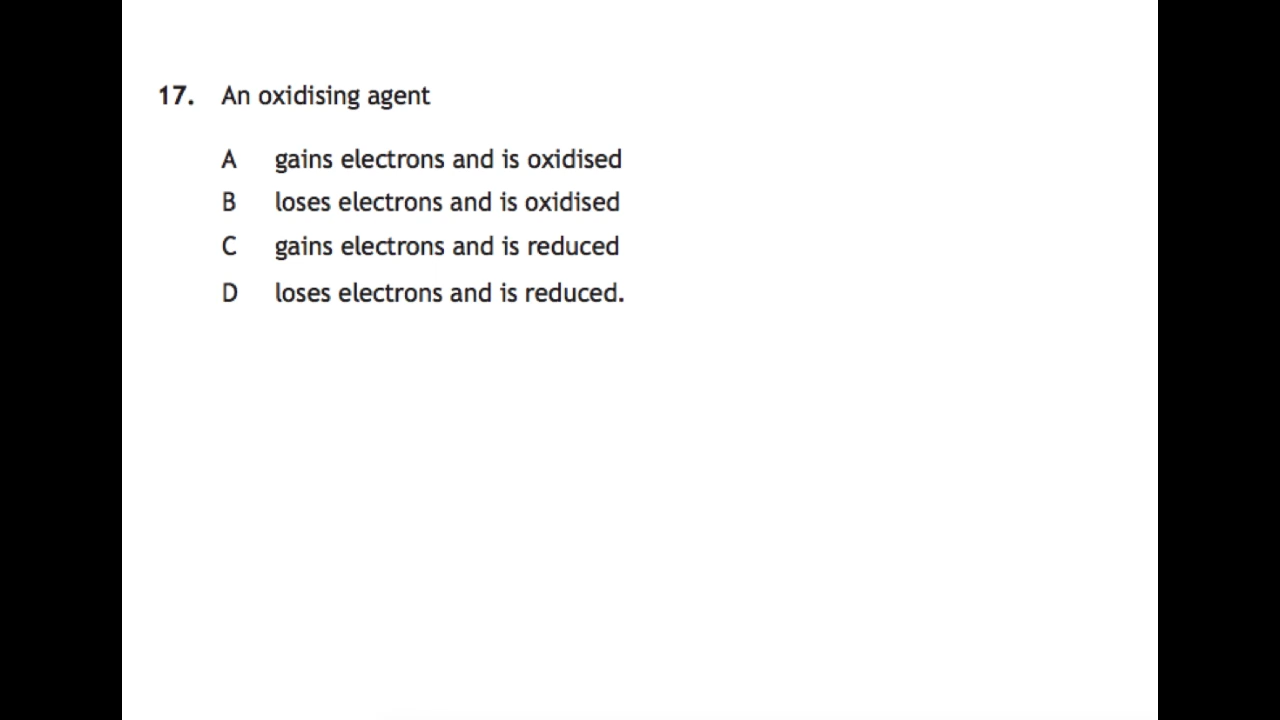 17. An oxidising agent
A gains electrons and is oxidised
B loses electrons and is oxidised
C gains electrons and is reduced
D loses electrons and is reduced.